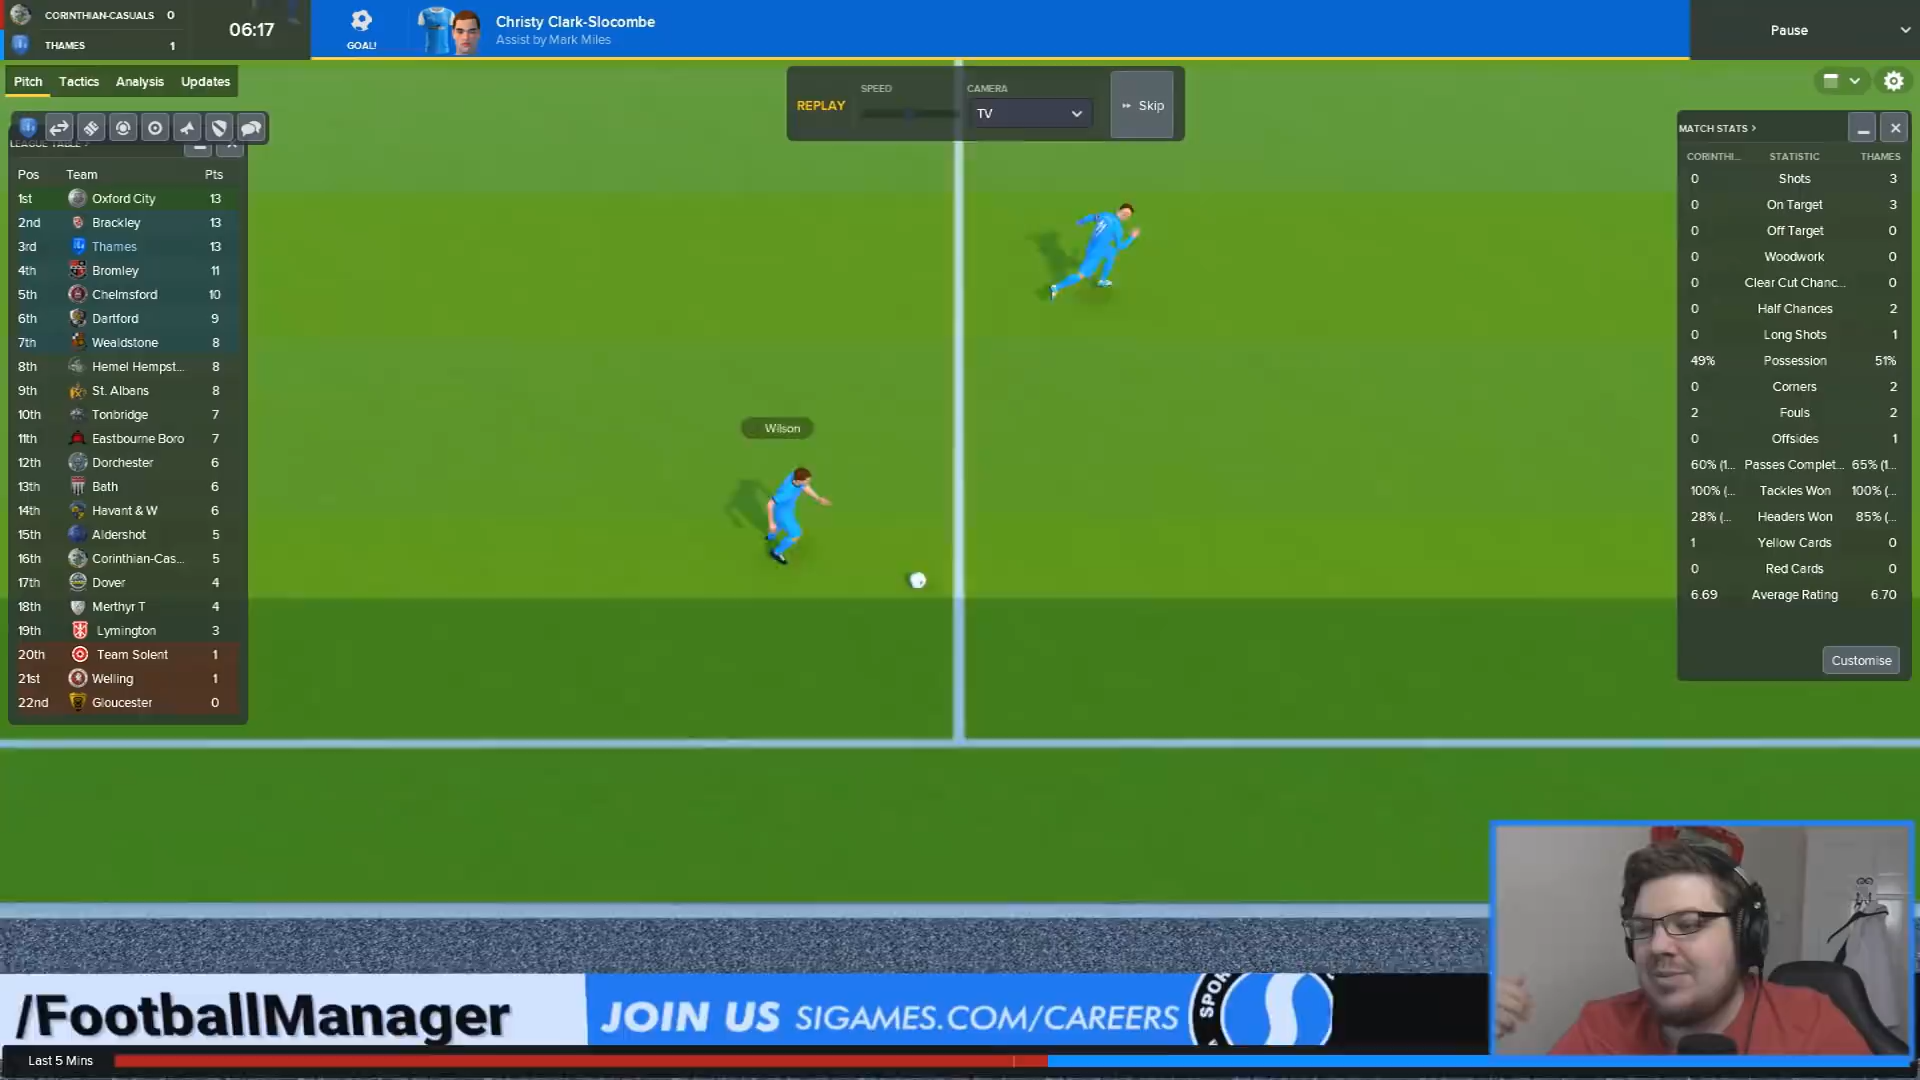 CORINTHIAN-CASUALS 0
THAMES 1
06:17
GOAL!
Christy Clark-Slocombe
Assist by Mark Miles
Pause
Pitch Tactics Analysis Updates
REPLAY
SPEED
CAMERA
TV
Skip
LEAGUE TABLE >
Pos Team Pts
1st Oxford City 13
2nd Brackley 13
3rd Thames 13
4th Bromley 11
5th Chelmsford 10
6th Dartford 9
7th Wealdstone 8
8th Hemel Hempst... 8
9th St. Albans 8
10th Tonbridge 7
11th Eastbourne Boro 7
12th Dorchester 6
13th Bath 6
14th Havant & W 6
15th Aldershot 5
16th Corinthian-Cas... 5
17th Dover 4
18th Merthyr T 4
19th Lymington 3
20th Team Solent 1
21st Welling 1
22nd Gloucester 0
Wilson
11
MATCH STATS >
CORINTHI... STATISTIC THAMES
0 Shots 3
0 On Target 3
0 Off Target 0
0 Woodwork 0
0 Clear Cut Chanc... 0
0 Half Chances 2
0 Long Shots 1
49% Possession 51%
0 Corners 2
2 Fouls 2
0 Offsides 1
60% (1... Passes Complet... 65% (1...
100% (... Tackles Won 100% (...
28% (... Headers Won 85% (...
1 Yellow Cards 0
0 Red Cards 0
6.69 Average Rating 6.70
Customise
/FootballManager
JOIN US SIGAMES.COM/CAREERS
SPOR
Last 5 Mins